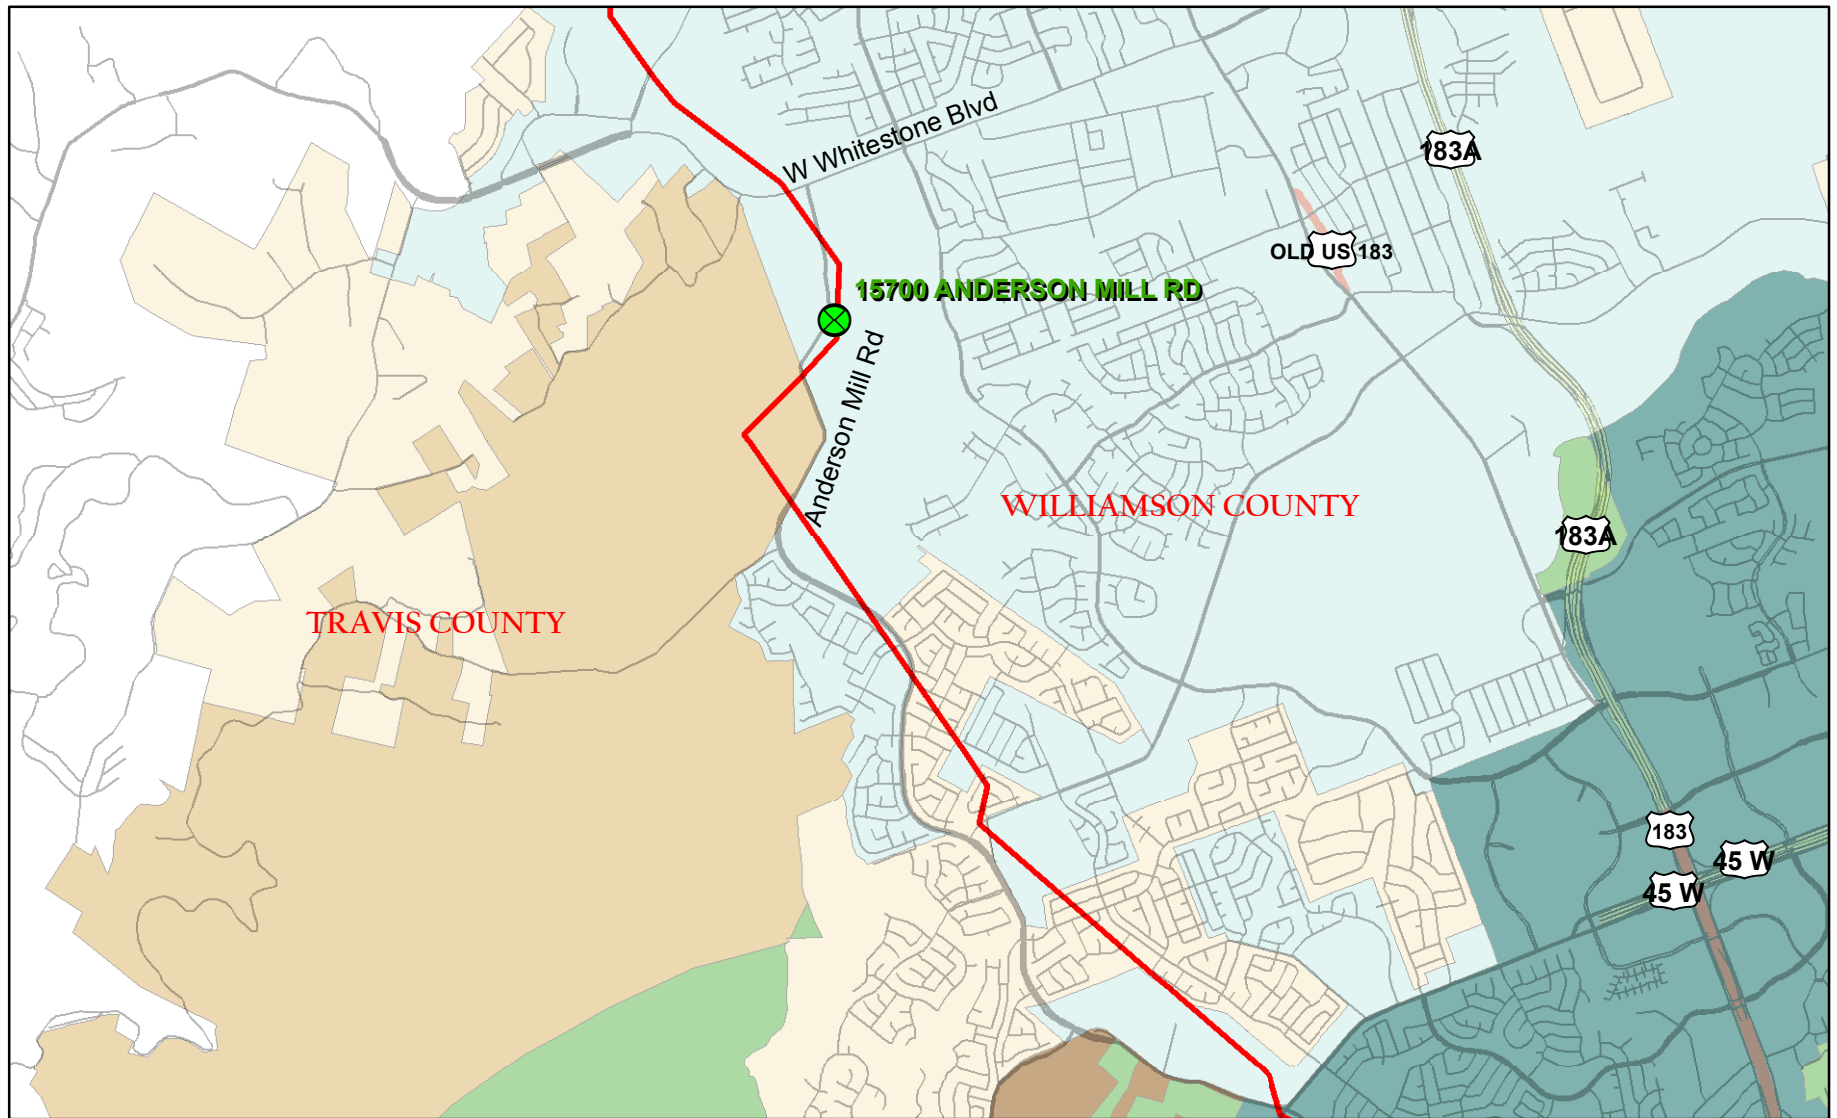 W Whitestone Blvd
183A
OLD US 183
15700 ANDERSON MILL RD
Anderson Mill Rd
WILLIAMSON COUNTY
183A
TRAVIS COUNTY
183
45 W
45 W